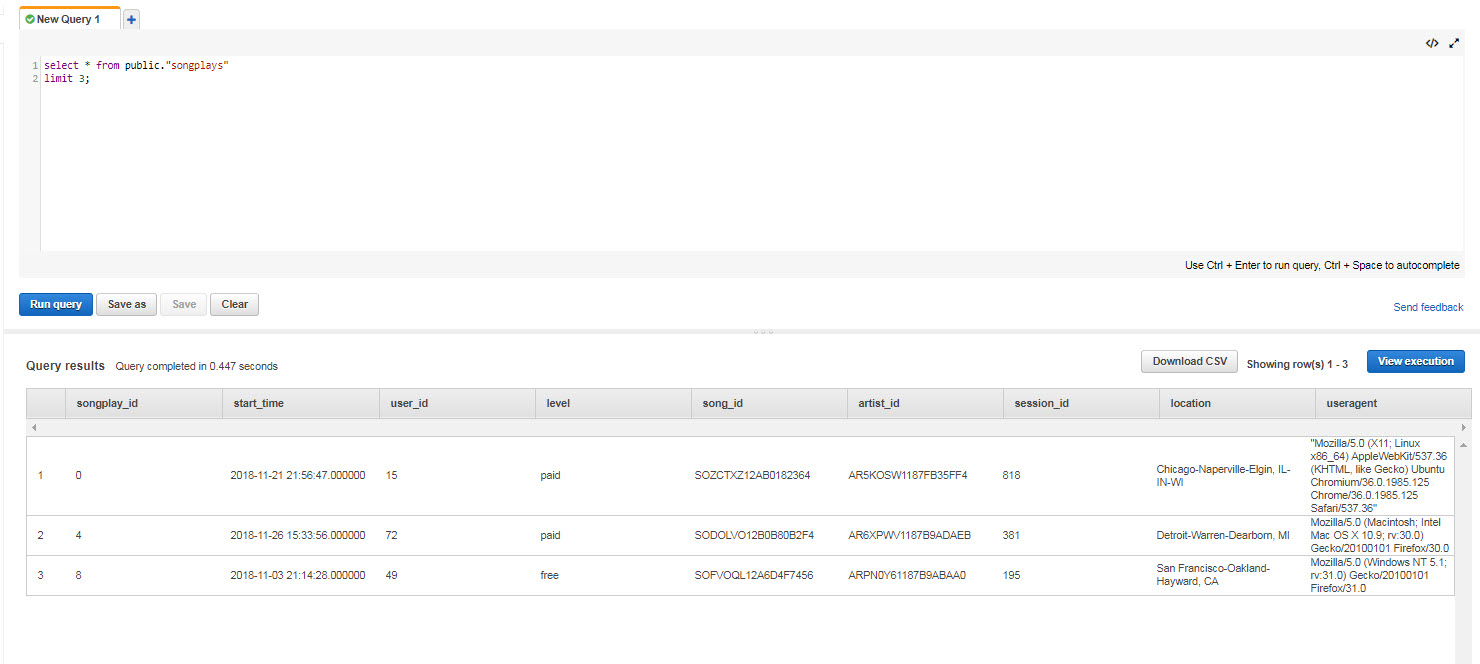 New Query 1
1 select * from public."songplays"
2 limit 3;
Use Ctrl + Enter to run query, Ctrl + Space to autocomplete
Run query Save as Save Clear
Send feedback
Query results Query completed in 0.447 seconds Download CSV Showing row(s) 1 - 3 View execution
songplay_id start_time user_id level song_id artist_id session_id location useragent
1 0 2018-11-21 21:56:47.000000 15 paid SOZCTXZ12AB0182364 AR5KOSW1187FB35FF4 818
Chicago-Naperville-Elgin, IL-
IN-WI
"Mozilla/5.0 (X11; Linux
x86_64) AppleWebKit/537.36
(KHTML, like Gecko) Ubuntu
Chromium/36.0.1985.125
Chrome/36.0.1985.125
Safari/537.36"
2 4 2018-11-26 15:33:56.000000 72 paid SODOLVO12B0B80B2F4 AR6XPWV1187B9ADAEB 381 Detroit-Warren-Dearborn, MI
Mozilla/5.0 (Macintosh; Intel
Mac OS X 10.9; rv:30.0)
Gecko/20100101 Firefox/30.0
3 8 2018-11-03 21:14:28.000000 49 free SOFVOQL12A6D4F7456 ARPN0Y61187B9ABAA0 195
San Francisco-Oakland-
Hayward, CA
Mozilla/5.0 (Windows NT 5.1;
rv:31.0) Gecko/20100101
Firefox/31.0